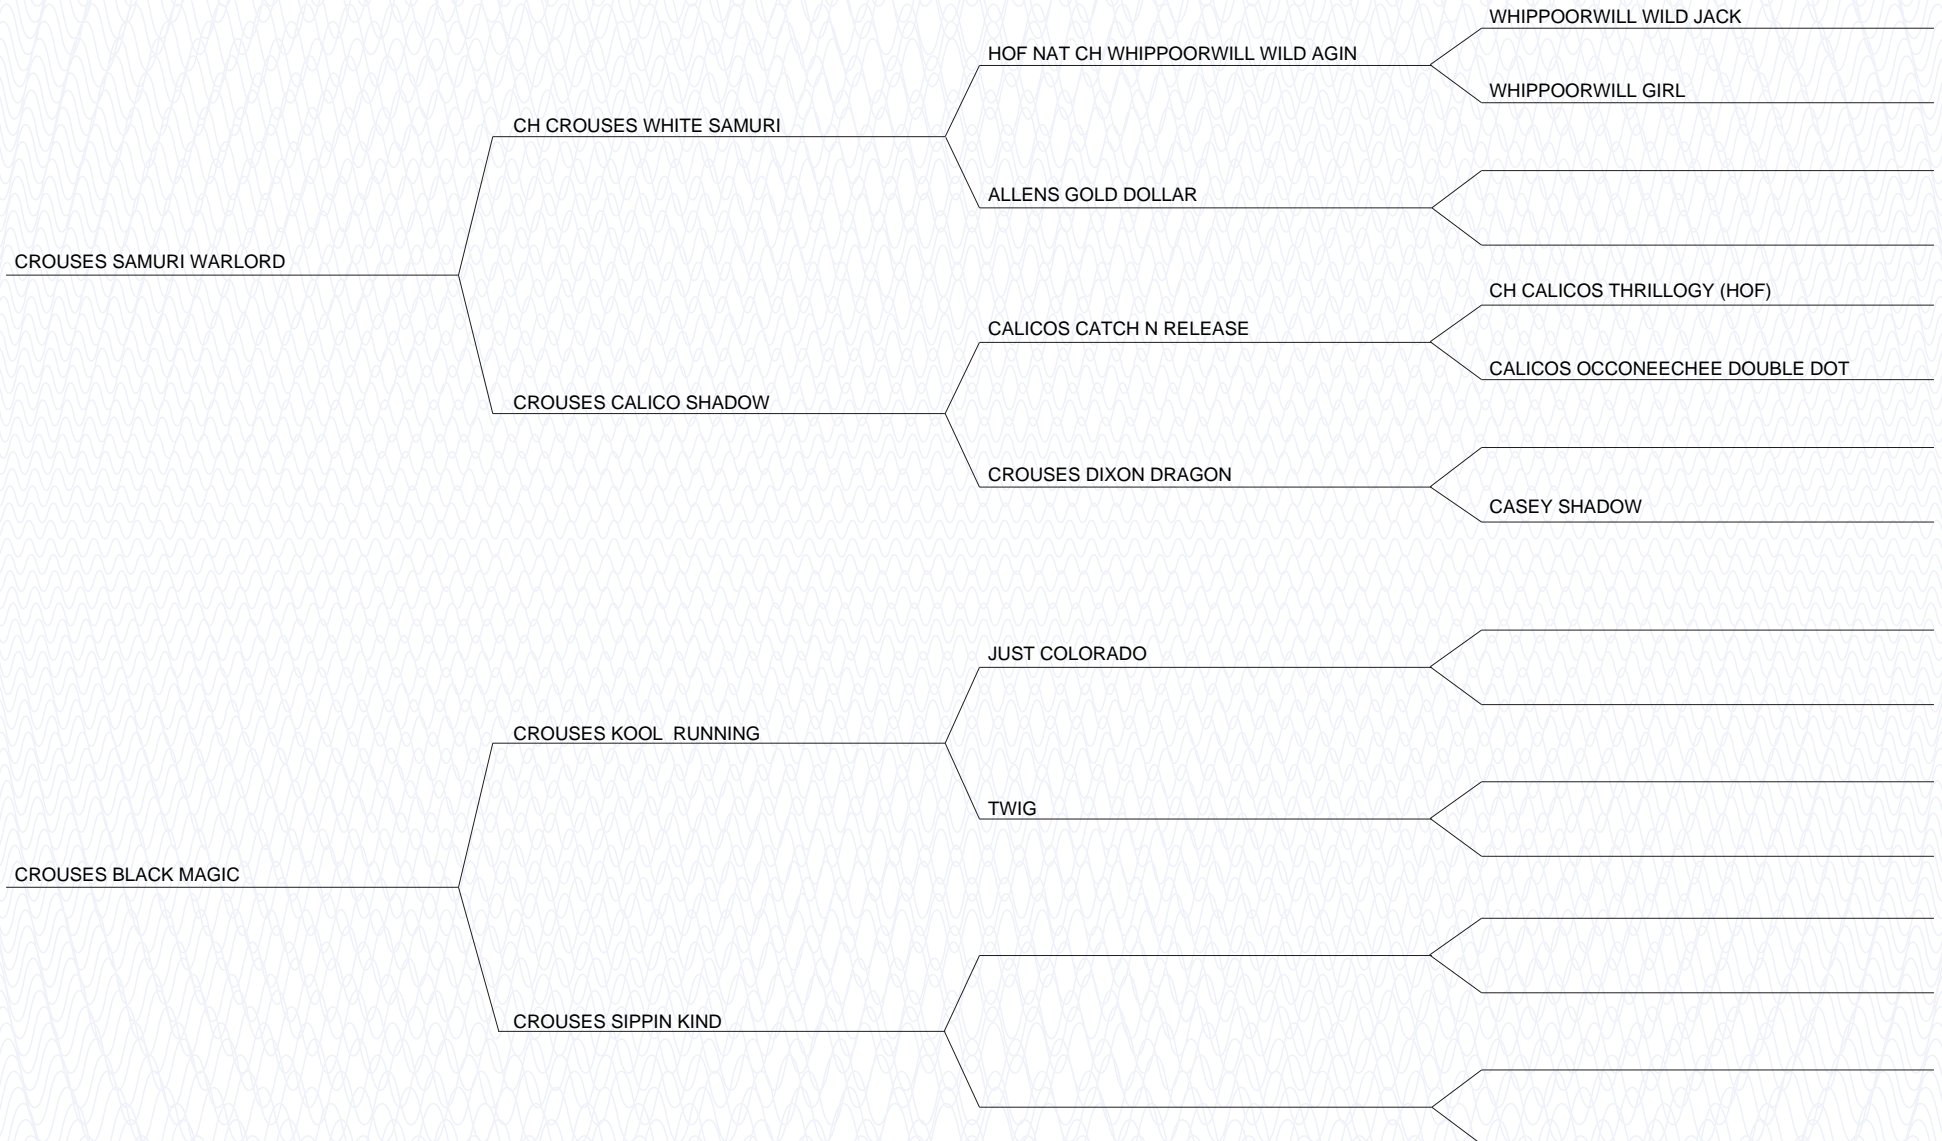 WHIPPOORWILL WILD JACK
HOF NAT CH WHIPPOORWILL WILD AGIN
WHIPPOORWILL GIRL
CH CROUSES WHITE SAMURI
ALLENS GOLD DOLLAR
CROUSES SAMURI WARLORD
CH CALICOS THRILLOGY (HOF)
CALICOS CATCH N RELEASE
CALICOS OCCONEECHEE DOUBLE DOT
CROUSES CALICO SHADOW
CROUSES DIXON DRAGON
CASEY SHADOW
JUST COLORADO
CROUSES KOOL  RUNNING
TWIG
CROUSES BLACK MAGIC
CROUSES SIPPIN KIND